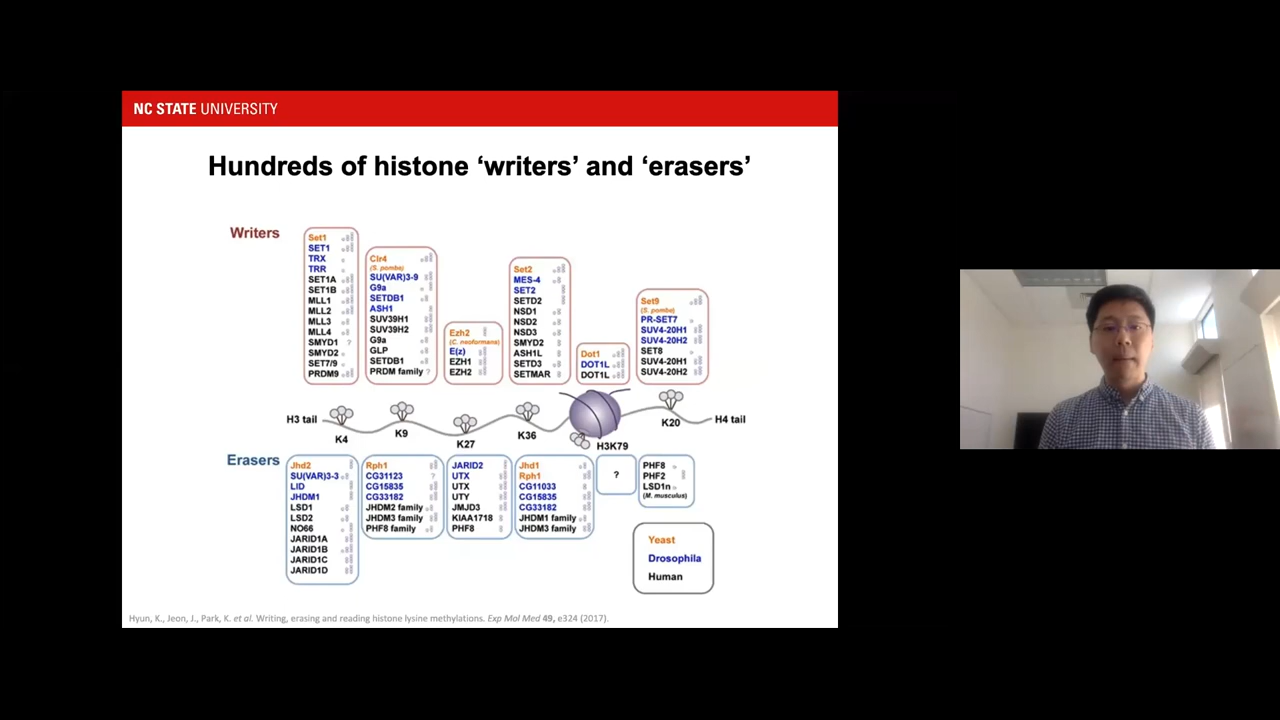 NC STATE UNIVERSITY
Hundreds of histone ‘writers’ and ‘erasers’
Writers
Set1
SET1
TRX
TRR
SET1A
SET1B
MLL1
MLL2
MLL3
MLL4
SMYD1 ?
SMYD2
SET7/9
PRDM9
Clr4
(S. pombe)
SU(VAR)3-9
G9a
SETDB1
ASH1
SUV39H1
SUV39H2
G9a
GLP
SETDB1
PRDM family ?
Ezh2
(C. neoformans)
E(z)
EZH1
EZH2
Set2
MES-4
SET2
SETD2
NSD1
NSD2
NSD3
SMYD2
ASH1L
SETD3
SETMAR
Dot1
DOT1L
DOT1L
Set9
(S. pombe)
PR-SET7
SUV4-20H1
SUV4-20H2
SET8
SUV4-20H1
SUV4-20H2
H3 tail
K4
K9
K27
K36
H3K79
K20
H4 tail
Erasers
Jhd2
SU(VAR)3-3
LID
JHDM1
LSD1
LSD2
NO66
JARID1A
JARID1B
JARID1C
JARID1D
Rph1
CG31123 ?
CG15835
CG33182
JHDM2 family
JHDM3 family
PHF8 family
JARID2
UTX
UTX
UTY
JMJD3
KIAA1718
PHF8
Jhd1
Rph1
CG11033
CG15835
CG33182
JHDM1 family
JHDM3 family
?
PHF8
PHF2
LSD1n
(M. musculus)
Yeast
Drosophila
Human
Hyun, K., Jeon, J., Park, K. et al. Writing, erasing and reading histone lysine methylations. Exp Mol Med 49, e324 (2017).